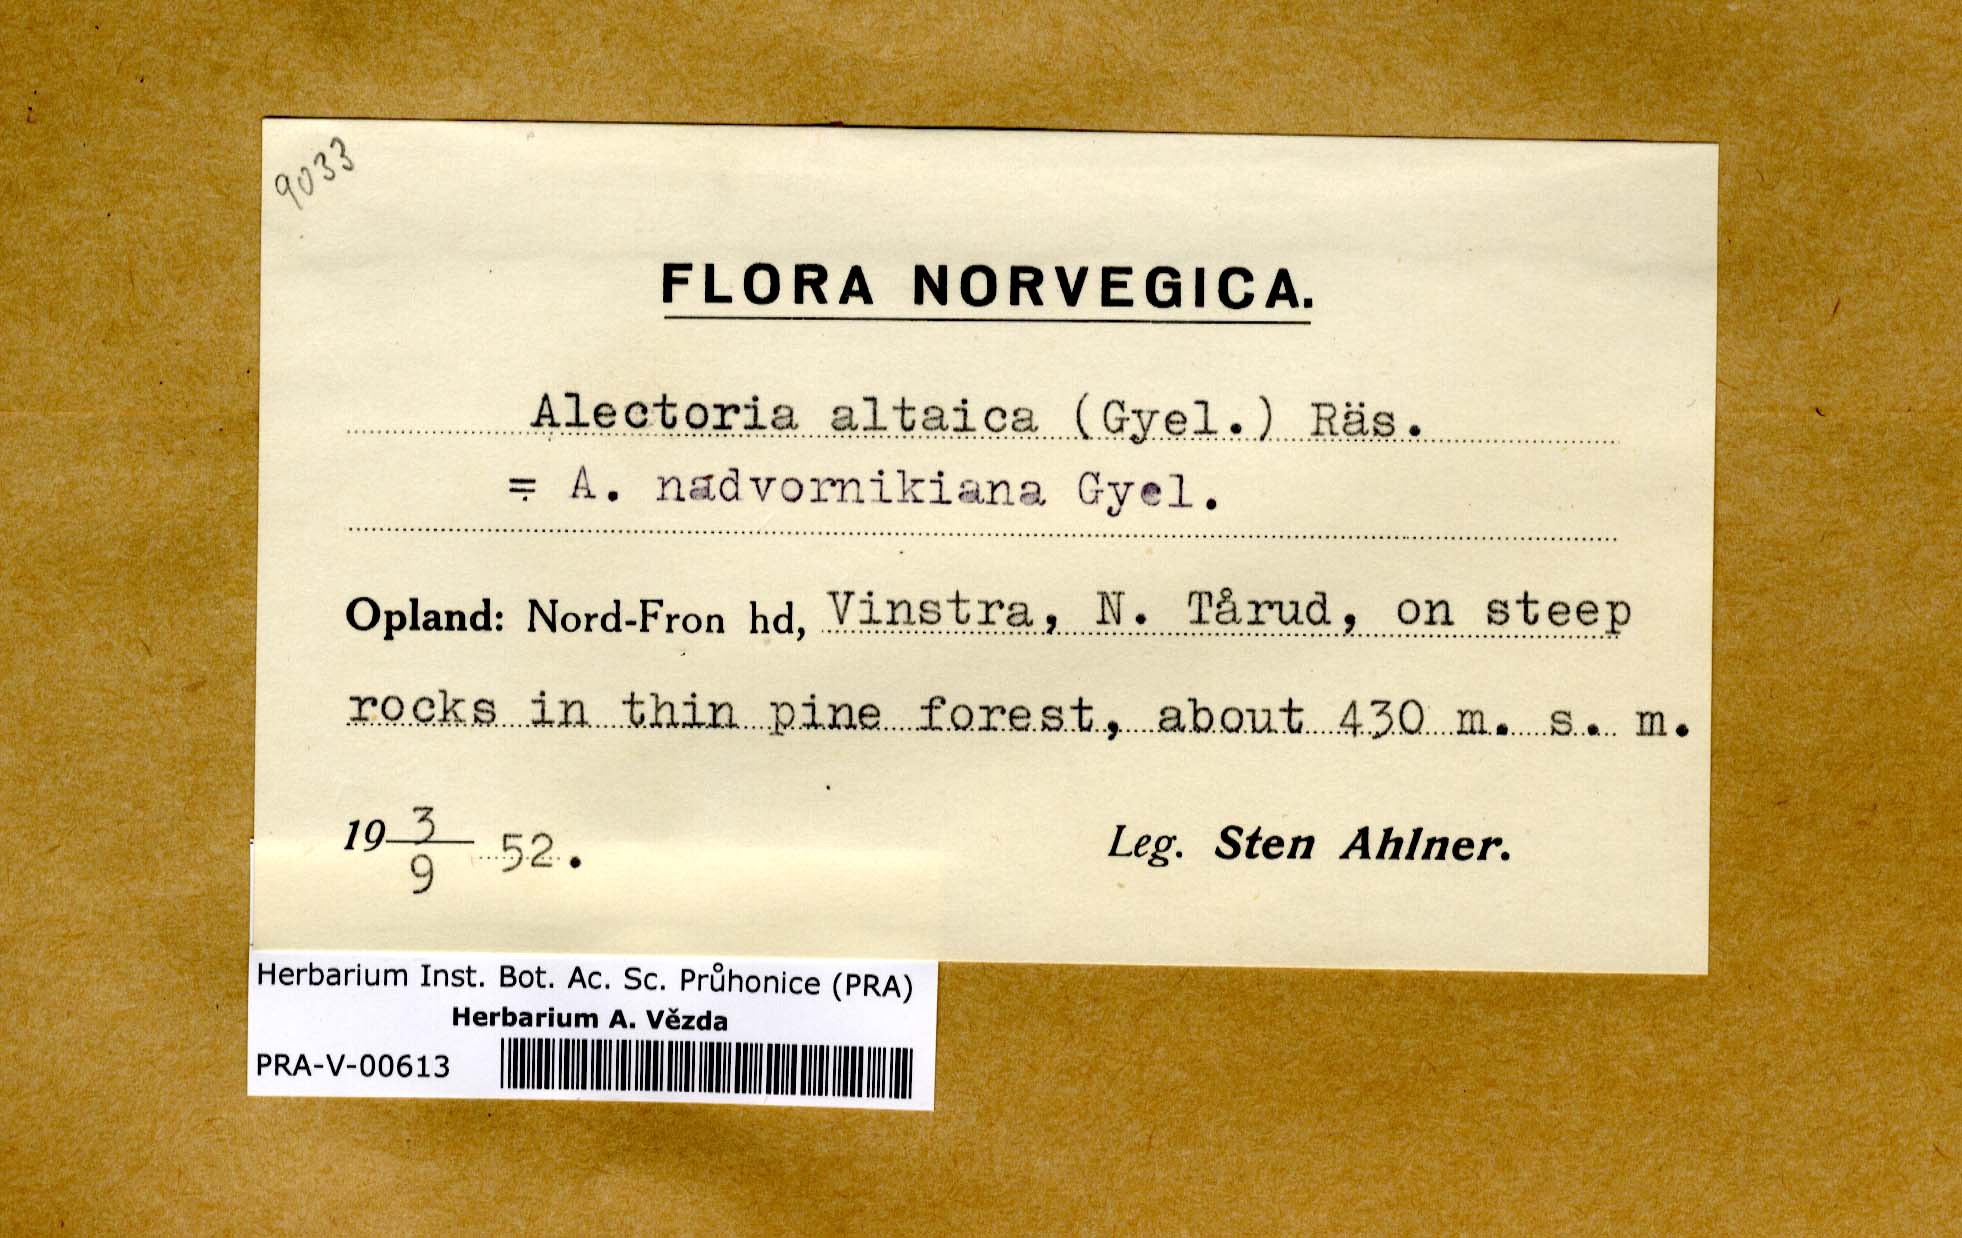 9033
FLORA NORVEGICA.
Alectoria altaica (Gyel.) Räs.
= A. nadvornikiana Gyel.
Opland: Nord-Fron hd, Vinstra, N. Tårud, on steep
rocks in thin pine forest, about 430 m. s. m.
19 3/9 52.
Leg. Sten Ahlner.
Herbarium Inst. Bot. Ac. Sc. Průhonice (PRA)
Herbarium A. Vězda
PRA-V-00613